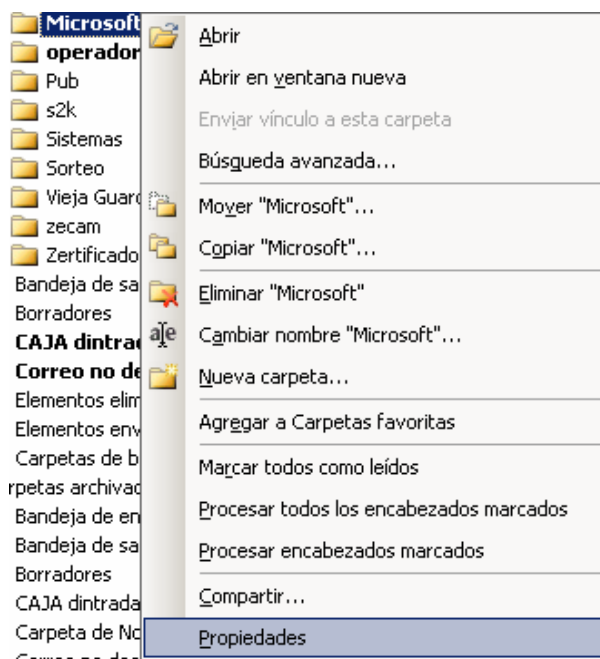 Microsoft
operador
Pub
s2k
Sistemas
Sorteo
Vieja Guard
zecam
Zertificado
Bandeja de sa
Borradores
CAJA dintrad
Correo no de
Elementos elim
Elementos env
Carpetas de b
rpetas archivad
Bandeja de en
Bandeja de sa
Borradores
CAJA dintrada
Carpeta de No
Abrir
Abrir en ventana nueva
Enviar vínculo a esta carpeta
Búsqueda avanzada...
Mover "Microsoft"...
Copiar "Microsoft"...
Eliminar "Microsoft"
Cambiar nombre "Microsoft"...
Nueva carpeta...
Agregar a Carpetas favoritas
Marcar todos como leídos
Procesar todos los encabezados marcados
Procesar encabezados marcados
Compartir...
Propiedades